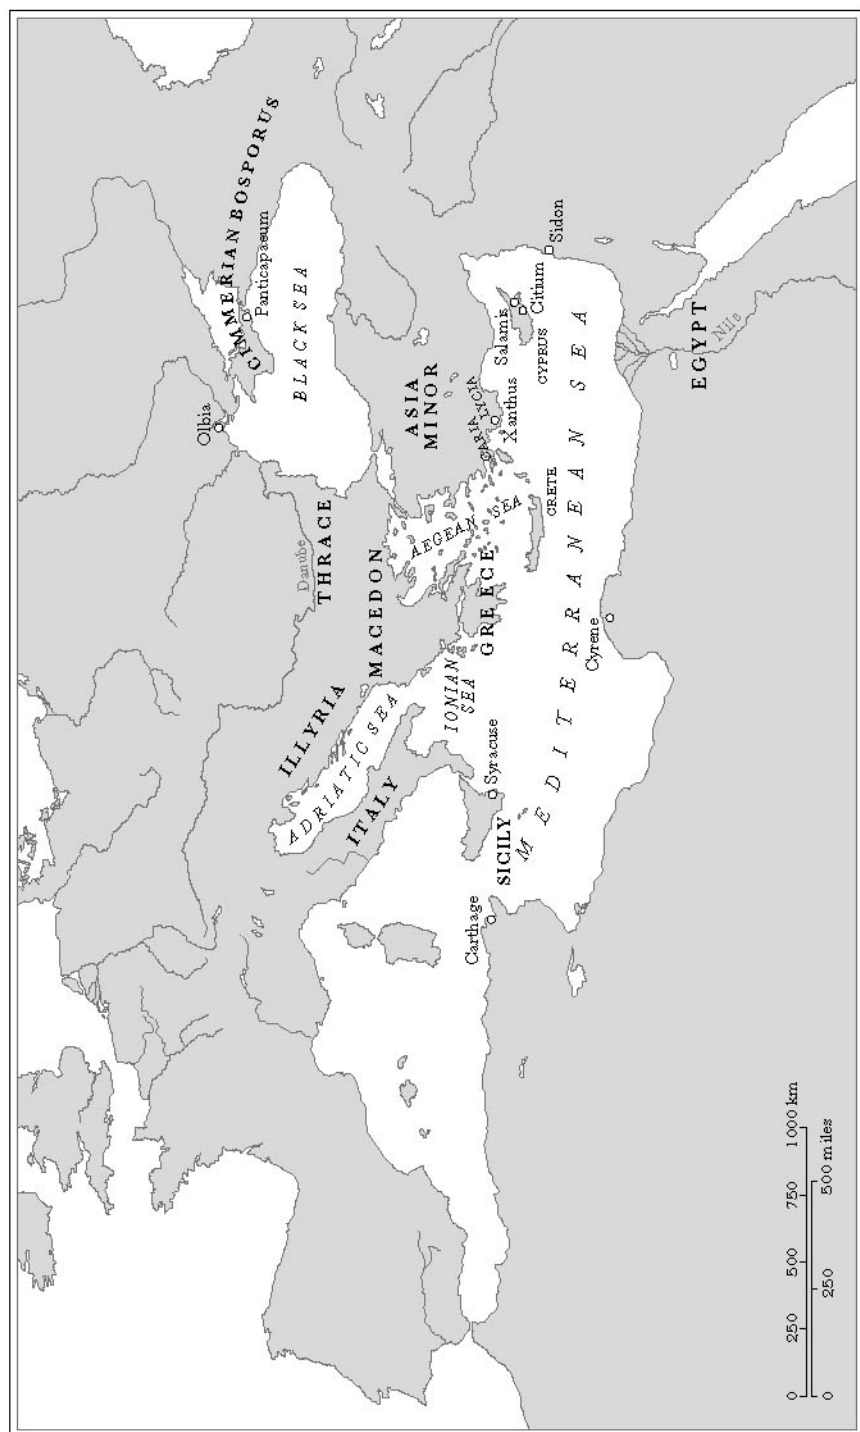 CIMMERIAN BOSPORUS
Panticapaeum
Olbia
BLACK SEA
Danube
THRACE
MACEDON
ILLYRIA
ADRIATIC SEA
ITALY
IONIAN
SEA
GREECE
AEGEAN SEA
ASIA
MINOR
CARIA
LYCIA
Xanthus
Salamis
Citium
CYPRUS
Sidon
CRETE
MEDITERRANEAN SEA
Syracuse
SICILY
Carthage
Cyrene
EGYPT
Nile
0 250 500 750 1000 km
0 250 500 miles